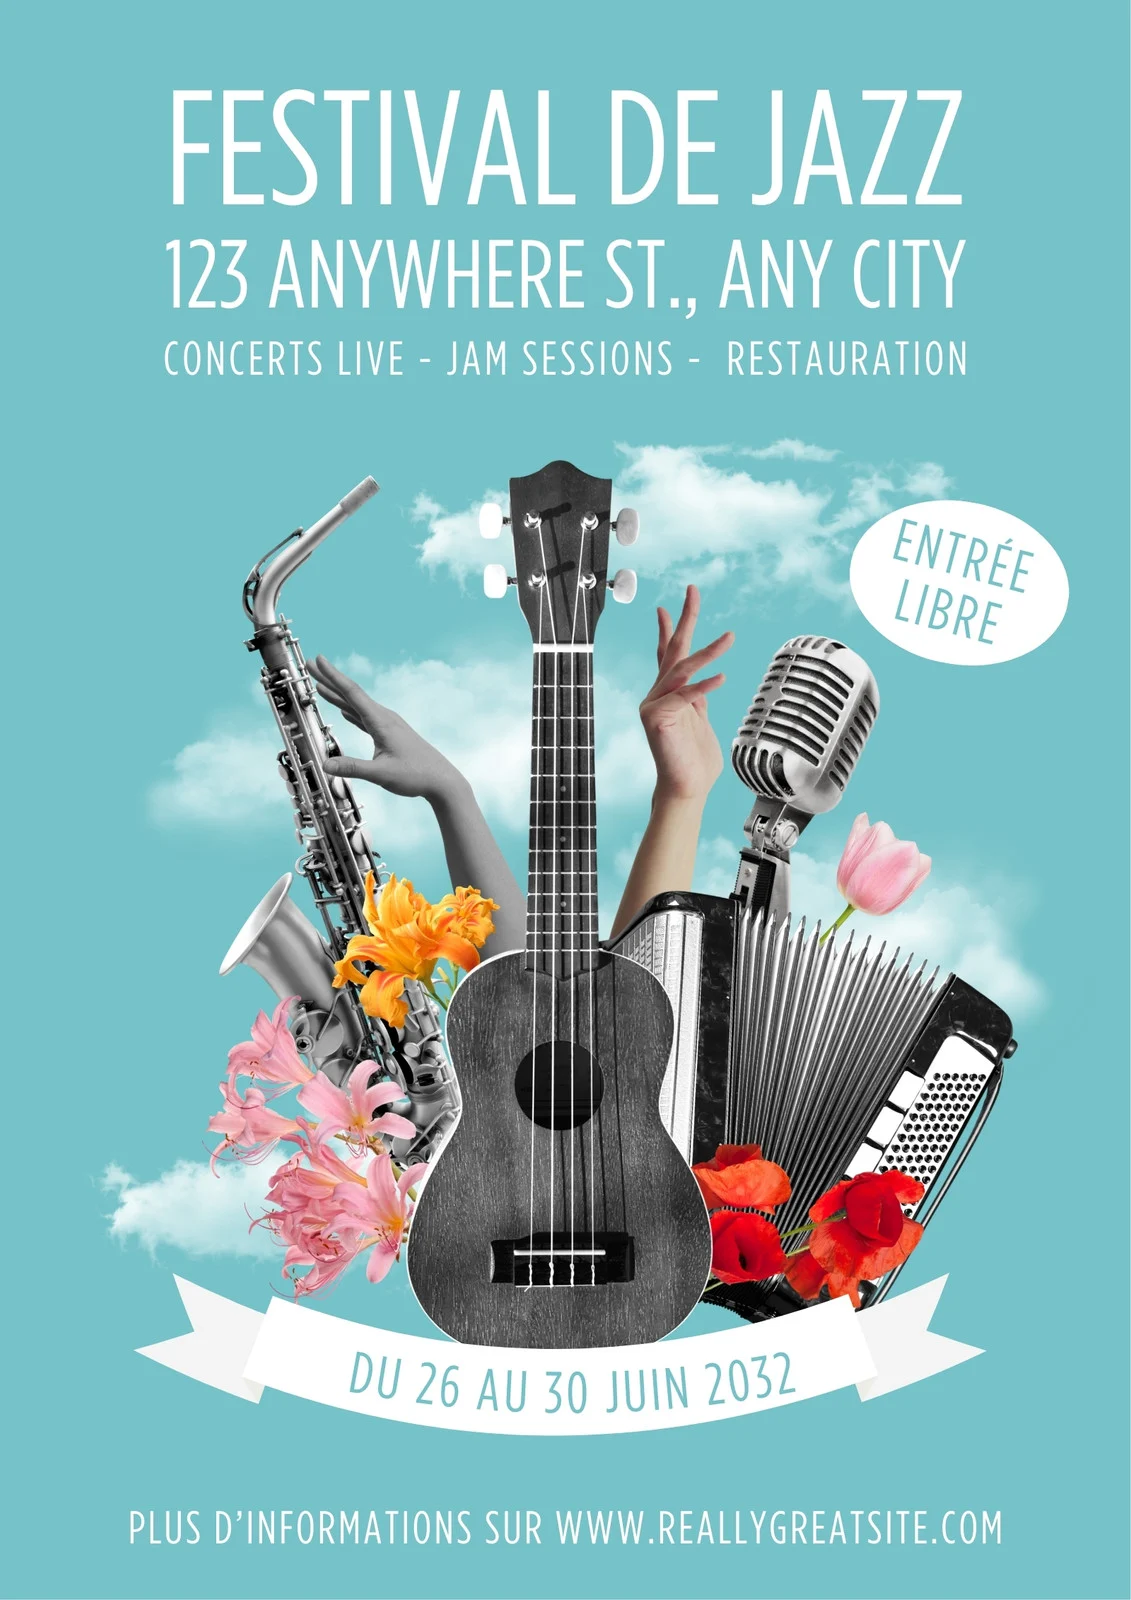 FESTIVAL DE JAZZ
123 ANYWHERE ST., ANY CITY
CONCERTS LIVE - JAM SESSIONS - RESTAURATION
ENTRÉE
LIBRE
DU 26 AU 30 JUIN 2032
PLUS D'INFORMATIONS SUR WWW.REALLYGREATSITE.COM